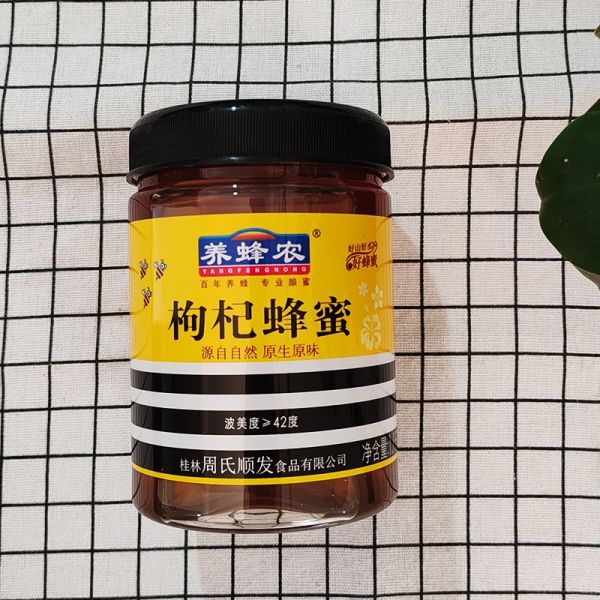 养蜂农®
YANGFENGNONG
百年养蜂 专业酿蜜
好山好水
好蜂蜜
枸杞蜂蜜
源自自然 原生原味
波美度≥42度
桂林周氏顺发食品有限公司
净含量